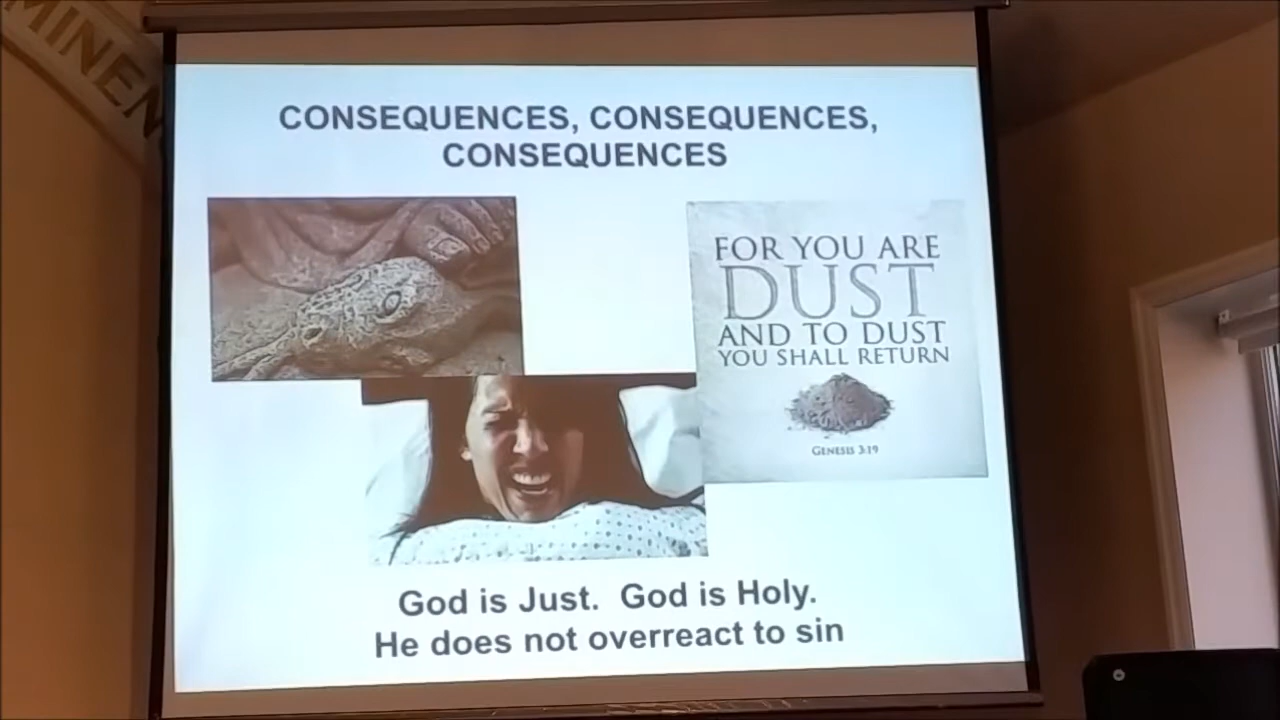 MINEN
CONSEQUENCES, CONSEQUENCES,
CONSEQUENCES
FOR YOU ARE
DUST
AND TO DUST
YOU SHALL RETURN
GENESIS 3:19
God is Just. God is Holy.
He does not overreact to sin